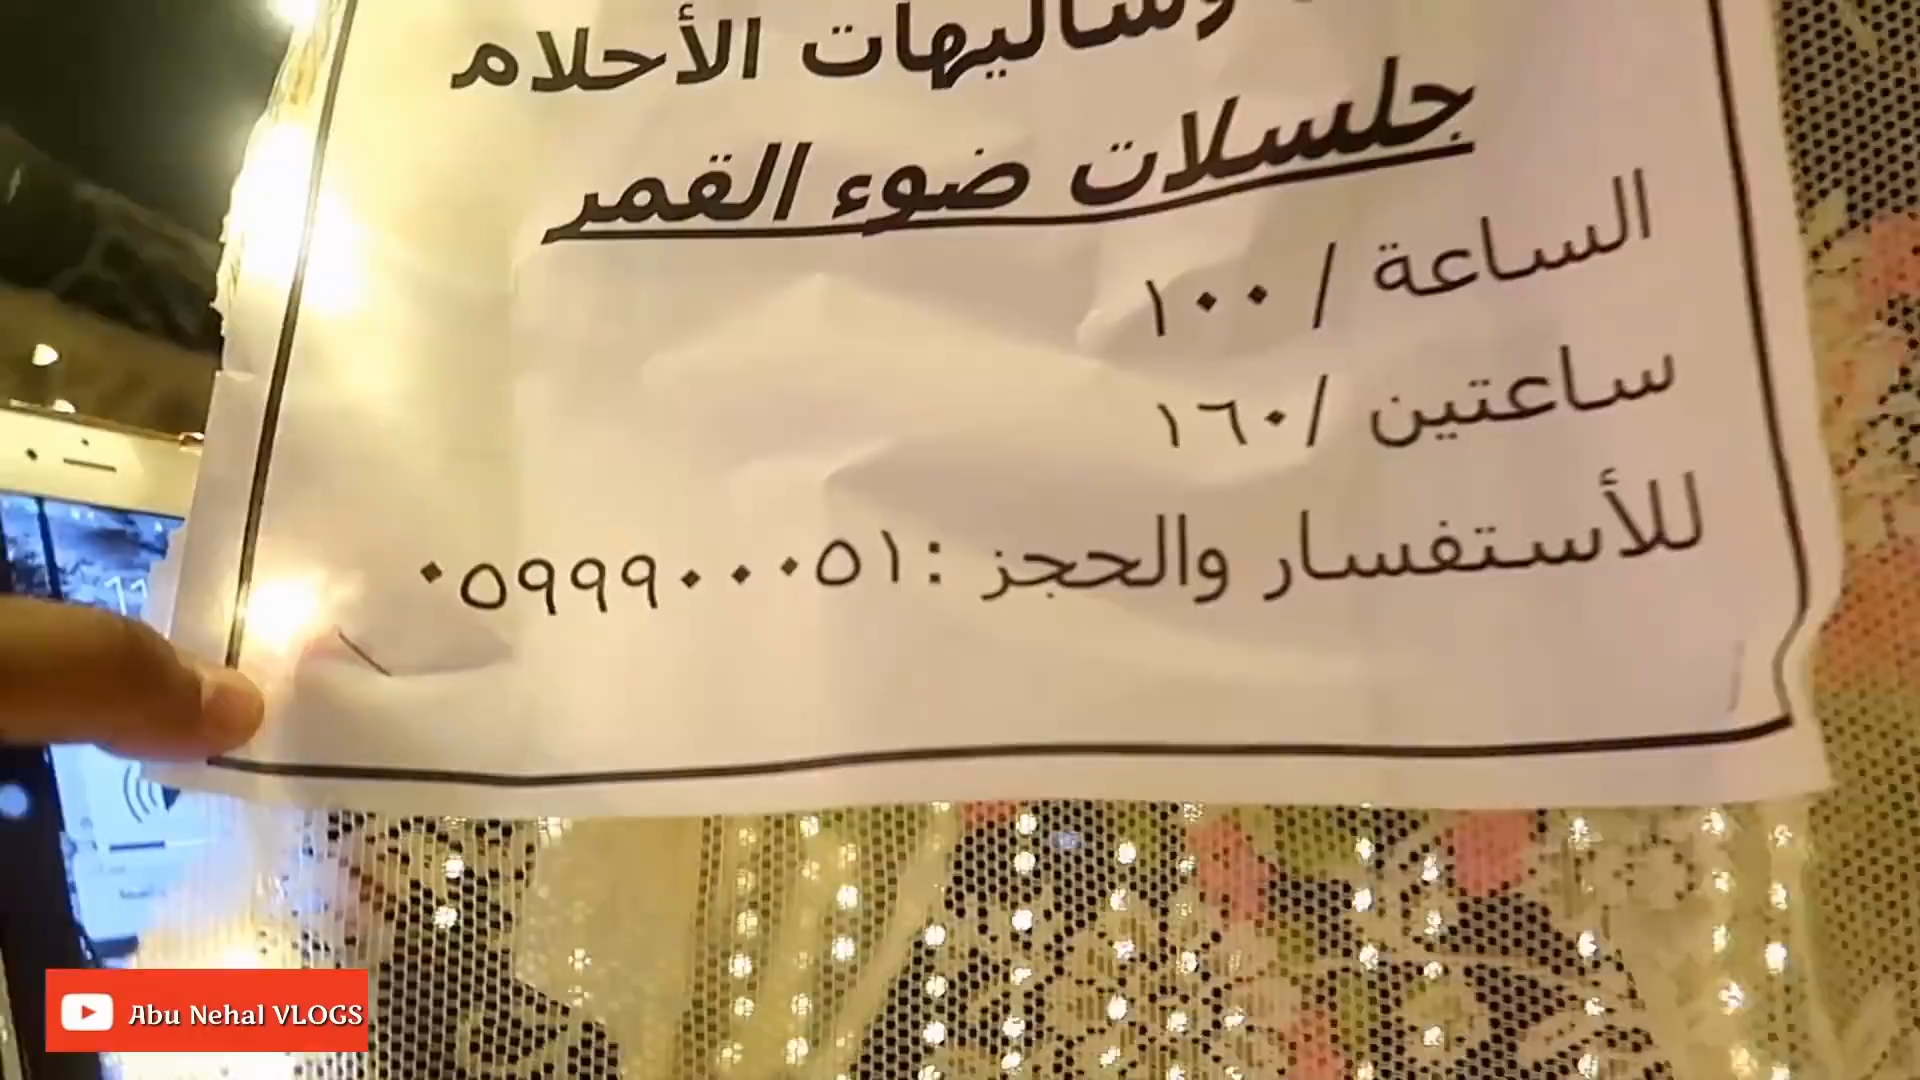 وشاليهات الأحلام
جلسلات ضوء القمر
الساعة / ١٠٠
ساعتين /١٦٠
للأستفسار والحجز :٠٥٩٩٩٠٠٠٥١
Abu Nehal VLOGS